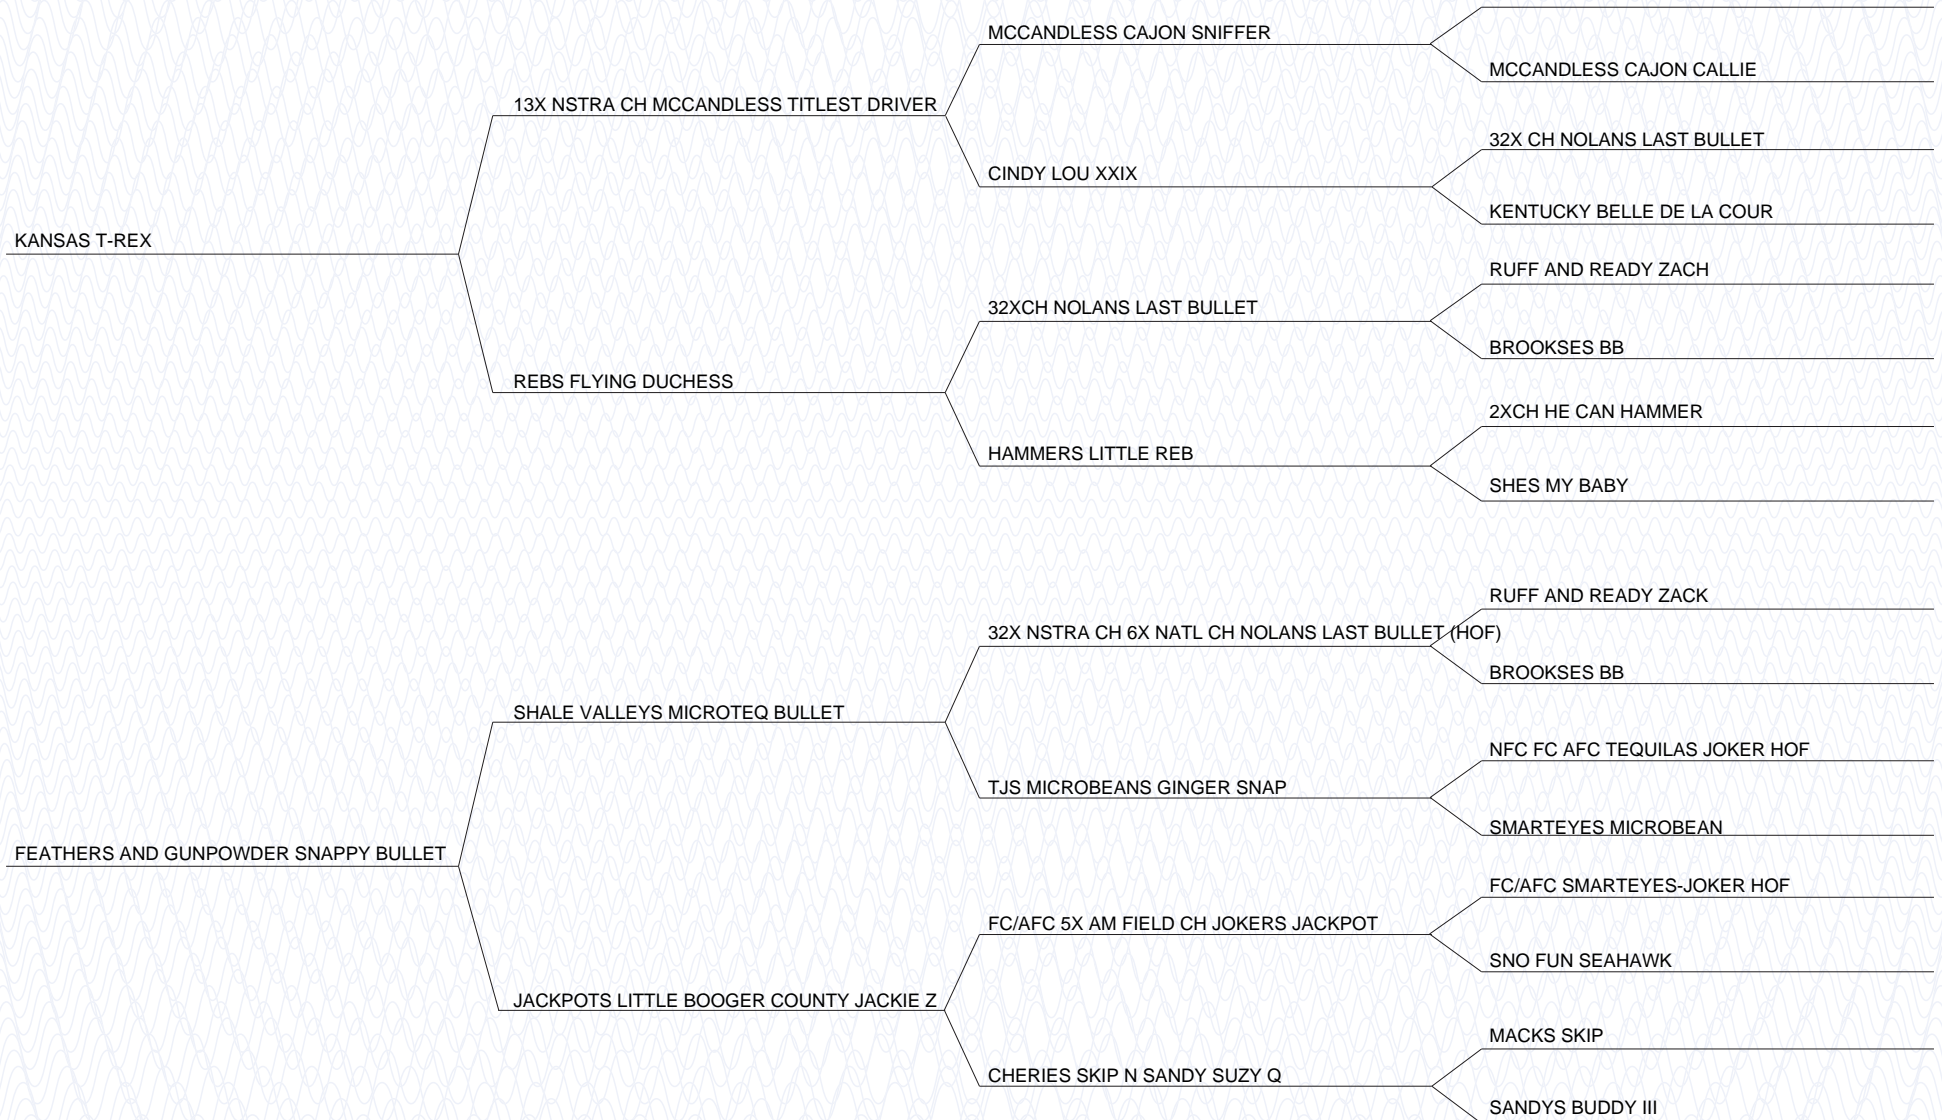 MCCANDLESS CAJON SNIFFER
MCCANDLESS CAJON CALLIE
13X NSTRA CH MCCANDLESS TITLEST DRIVER
32X CH NOLANS LAST BULLET
CINDY LOU XXIX
KENTUCKY BELLE DE LA COUR
KANSAS T-REX
RUFF AND READY ZACH
32XCH NOLANS LAST BULLET
BROOKSES BB
REBS FLYING DUCHESS
2XCH HE CAN HAMMER
HAMMERS LITTLE REB
SHES MY BABY
RUFF AND READY ZACK
32X NSTRA CH 6X NATL CH NOLANS LAST BULLET (HOF)
BROOKSES BB
SHALE VALLEYS MICROTEQ BULLET
NFC FC AFC TEQUILAS JOKER HOF
TJS MICROBEANS GINGER SNAP
SMARTEYES MICROBEAN
FEATHERS AND GUNPOWDER SNAPPY BULLET
FC/AFC SMARTEYES-JOKER HOF
FC/AFC 5X AM FIELD CH JOKERS JACKPOT
SNO FUN SEAHAWK
JACKPOTS LITTLE BOOGER COUNTY JACKIE Z
MACKS SKIP
CHERIES SKIP N SANDY SUZY Q
SANDYS BUDDY III